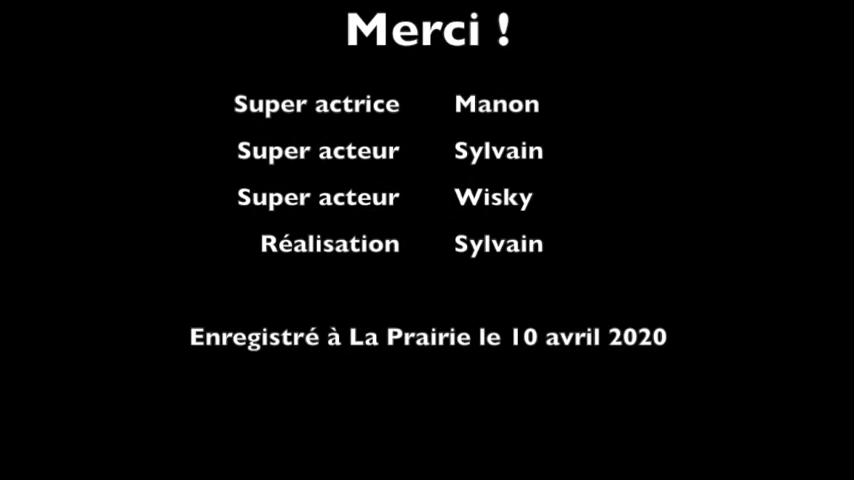 Merci !
Super actrice Manon
Super acteur Sylvain
Super acteur Wisky
Réalisation Sylvain
Enregistré à La Prairie le 10 avril 2020